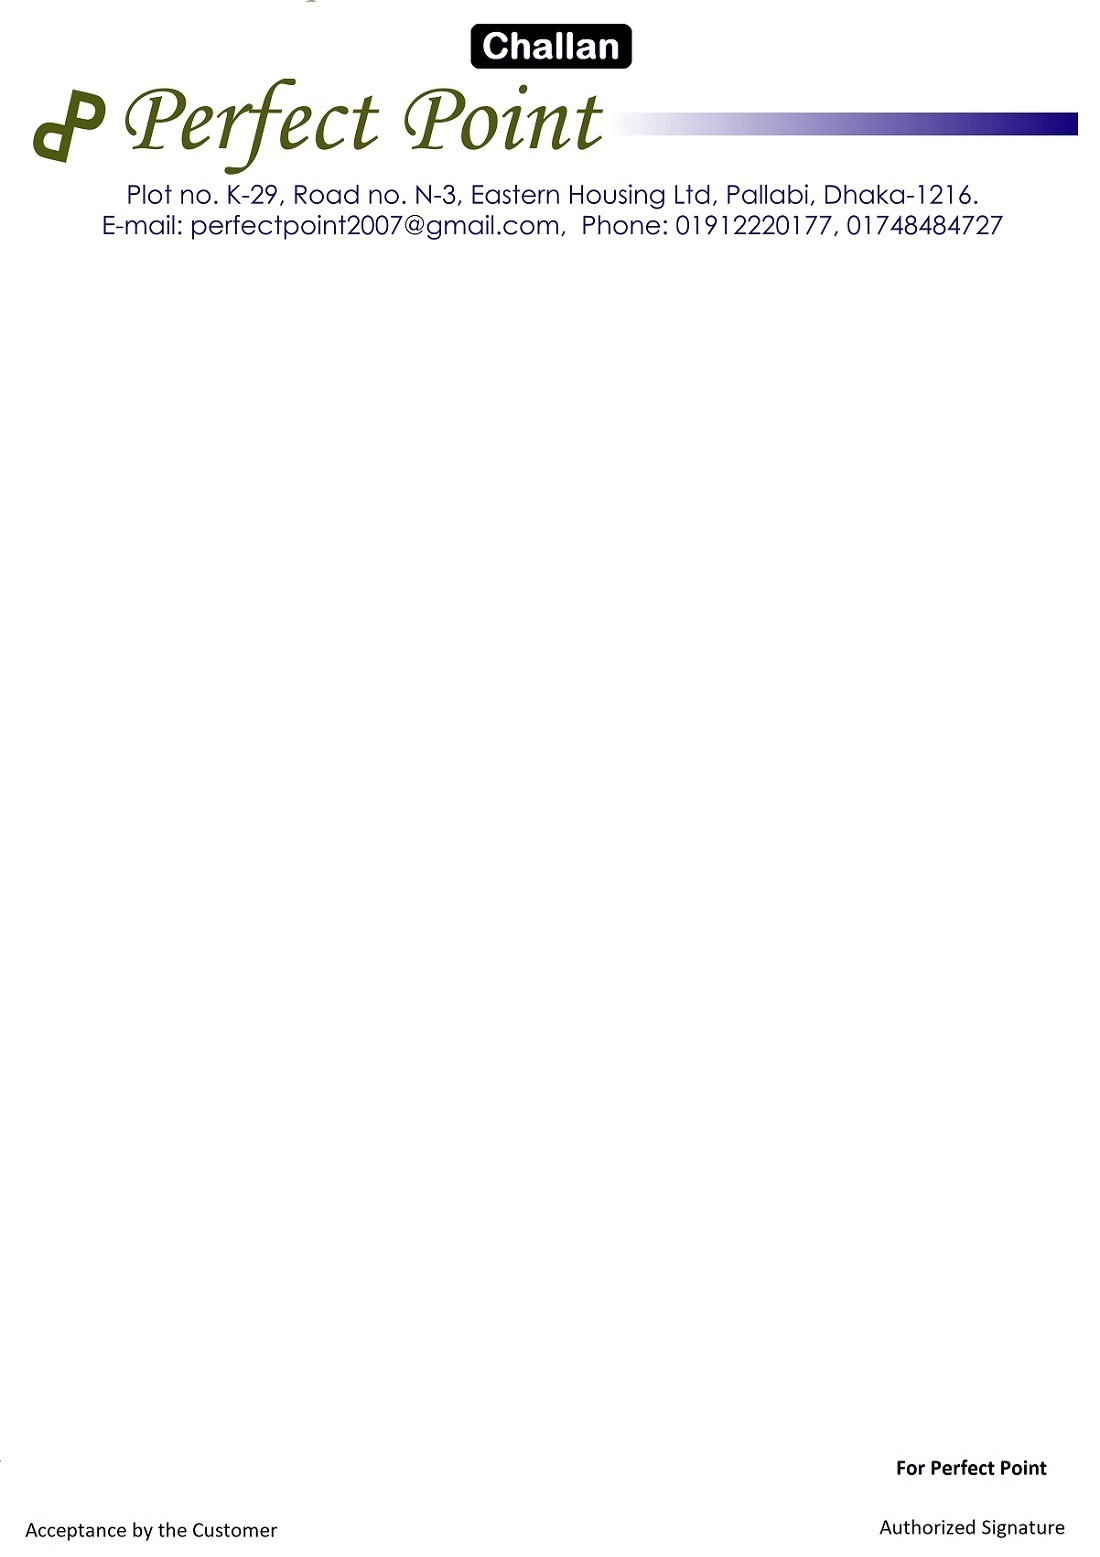 Challan
PP Perfect Point
Plot no. K-29, Road no. N-3, Eastern Housing Ltd, Pallabi, Dhaka-1216.
E-mail: perfectpoint2007@gmail.com, Phone: 01912220177, 01748484727
For Perfect Point
Acceptance by the Customer
Authorized Signature